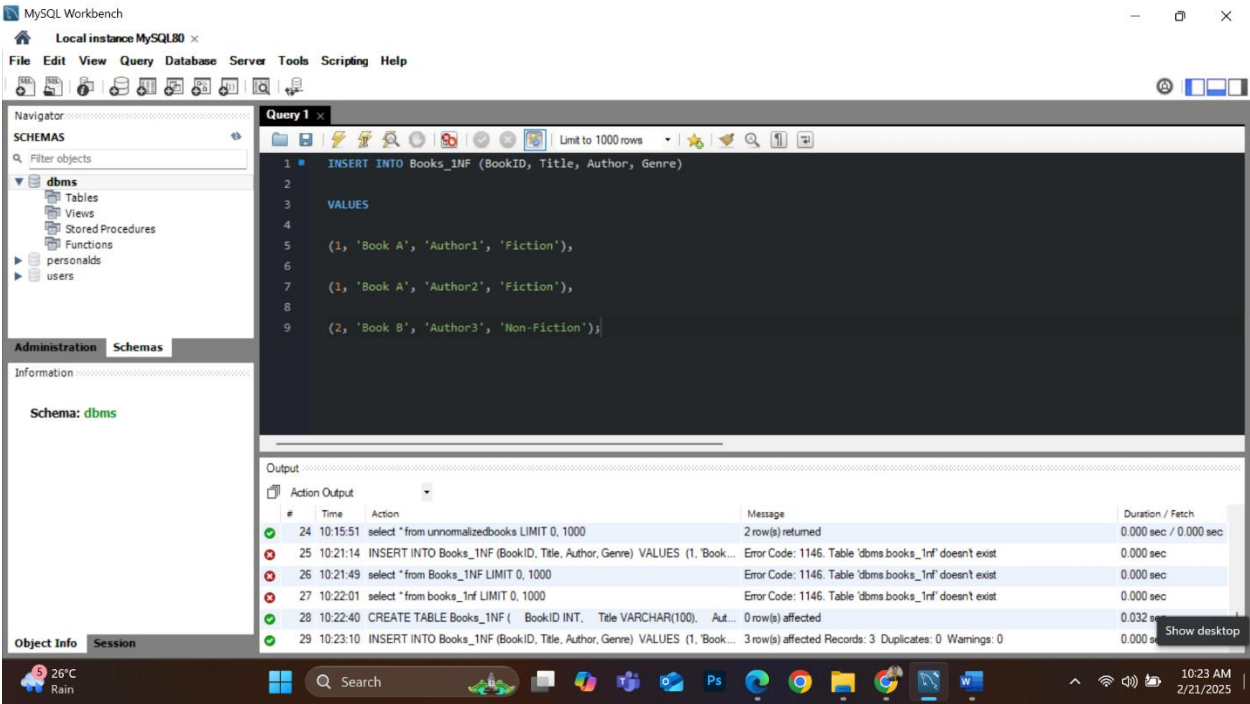 MySQL Workbench
Local instance MySQL80 ×
File Edit View Query Database Server Tools Scripting Help
Navigator
SCHEMAS
Filter objects
dbms
Tables
Views
Stored Procedures
Functions
personalds
users
Administration Schemas
Information
Schema: dbms
Object Info Session
Query 1 ×
Limit to 1000 rows
1 INSERT INTO Books_1NF (BookID, Title, Author, Genre)
2
3 VALUES
4
5 (1, 'Book A', 'Author1', 'Fiction'),
6
7 (1, 'Book A', 'Author2', 'Fiction'),
8
9 (2, 'Book B', 'Author3', 'Non-Fiction');
Output
Action Output
# Time Action Message Duration / Fetch
24 10:15:51 select * from unnormalizedbooks LIMIT 0, 1000 2 row(s) returned 0.000 sec / 0.000 sec
25 10:21:14 INSERT INTO Books_1NF (BookID, Title, Author, Genre) VALUES (1, 'Book... Error Code: 1146. Table 'dbms.books_1nf' doesn't exist 0.000 sec
26 10:21:49 select * from Books_1NF LIMIT 0, 1000 Error Code: 1146. Table 'dbms.books_1nf' doesn't exist 0.000 sec
27 10:22:01 select * from books_1nf LIMIT 0, 1000 Error Code: 1146. Table 'dbms.books_1nf' doesn't exist 0.000 sec
28 10:22:40 CREATE TABLE Books_1NF ( BookID INT, Title VARCHAR(100), Aut... 0 row(s) affected 0.032 se
29 10:23:10 INSERT INTO Books_1NF (BookID, Title, Author, Genre) VALUES (1, 'Book... 3 row(s) affected Records: 3 Duplicates: 0 Warnings: 0 0.000 se
Show desktop
5
26°C
Rain
Search
Ps
W
10:23 AM
2/21/2025